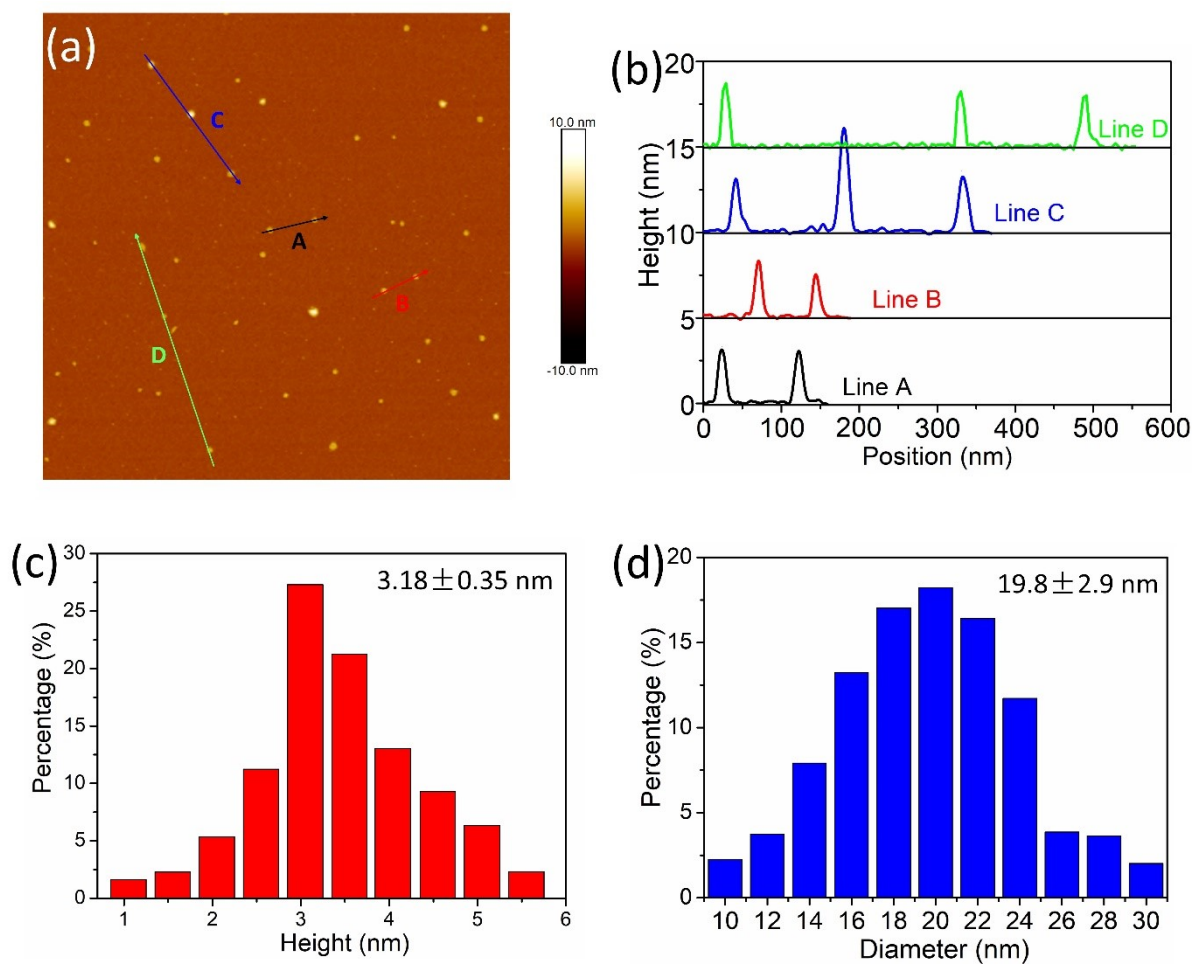 (a)
C
A
B
D
10.0 nm
-10.0 nm
(b)
Height (nm)
20
15
10
5
0
Line D
Line C
Line B
Line A
0 100 200 300 400 500 600
Position (nm)
(c)
3.18±0.35 nm
Percentage (%)
30
25
20
15
10
5
0
1 2 3 4 5 6
Height (nm)
(d)
19.8±2.9 nm
Percentage (%)
20
15
10
5
0
10 12 14 16 18 20 22 24 26 28 30
Diameter (nm)